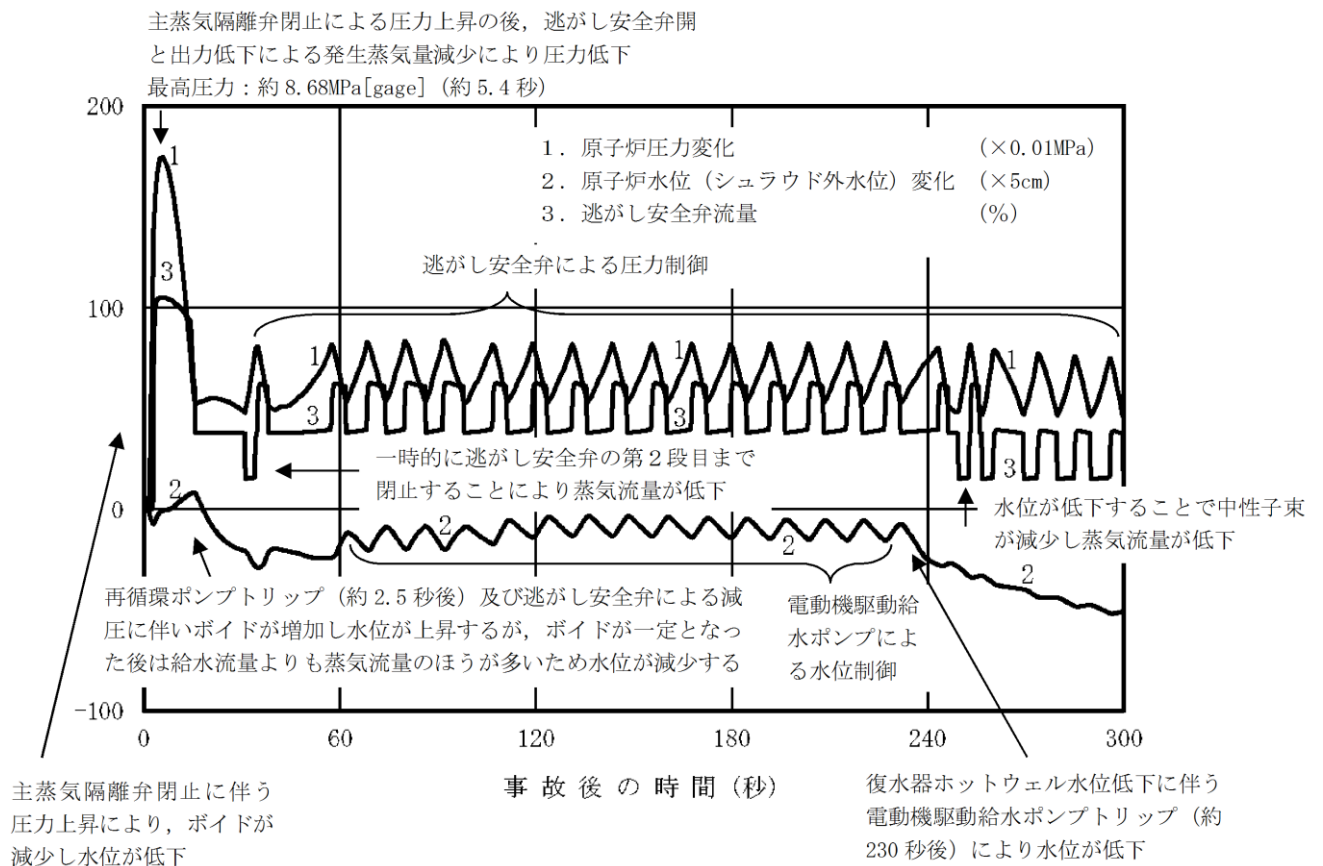 主蒸気隔離弁閉止による圧力上昇の後，逃がし安全弁開
と出力低下による発生蒸気量減少により圧力低下
最高圧力：約 8.68MPa[gage]（約 5.4 秒）
200
1
１．原子炉圧力変化 (×0.01MPa)
２．原子炉水位（シュラウド外水位）変化 (×5cm)
３．逃がし安全弁流量 (%)
3
逃がし安全弁による圧力制御
100
1
1
1
3
3
一時的に逃がし安全弁の第２段目まで
閉止することにより蒸気流量が低下
3
2
0
水位が低下することで中性子束
が減少し蒸気流量が低下
2
2
2
再循環ポンプトリップ（約 2.5 秒後）及び逃がし安全弁による減
圧に伴いボイドが増加し水位が上昇するが，ボイドが一定となっ
た後は給水流量よりも蒸気流量のほうが多いため水位が減少する
電動機駆動給
水ポンプによ
る水位制御
-100
0 60 120 180 240 300
事故後の時間（秒）
主蒸気隔離弁閉止に伴う
圧力上昇により，ボイドが
減少し水位が低下
復水器ホットウェル水位低下に伴う
電動機駆動給水ポンプトリップ（約
230 秒後）により水位が低下